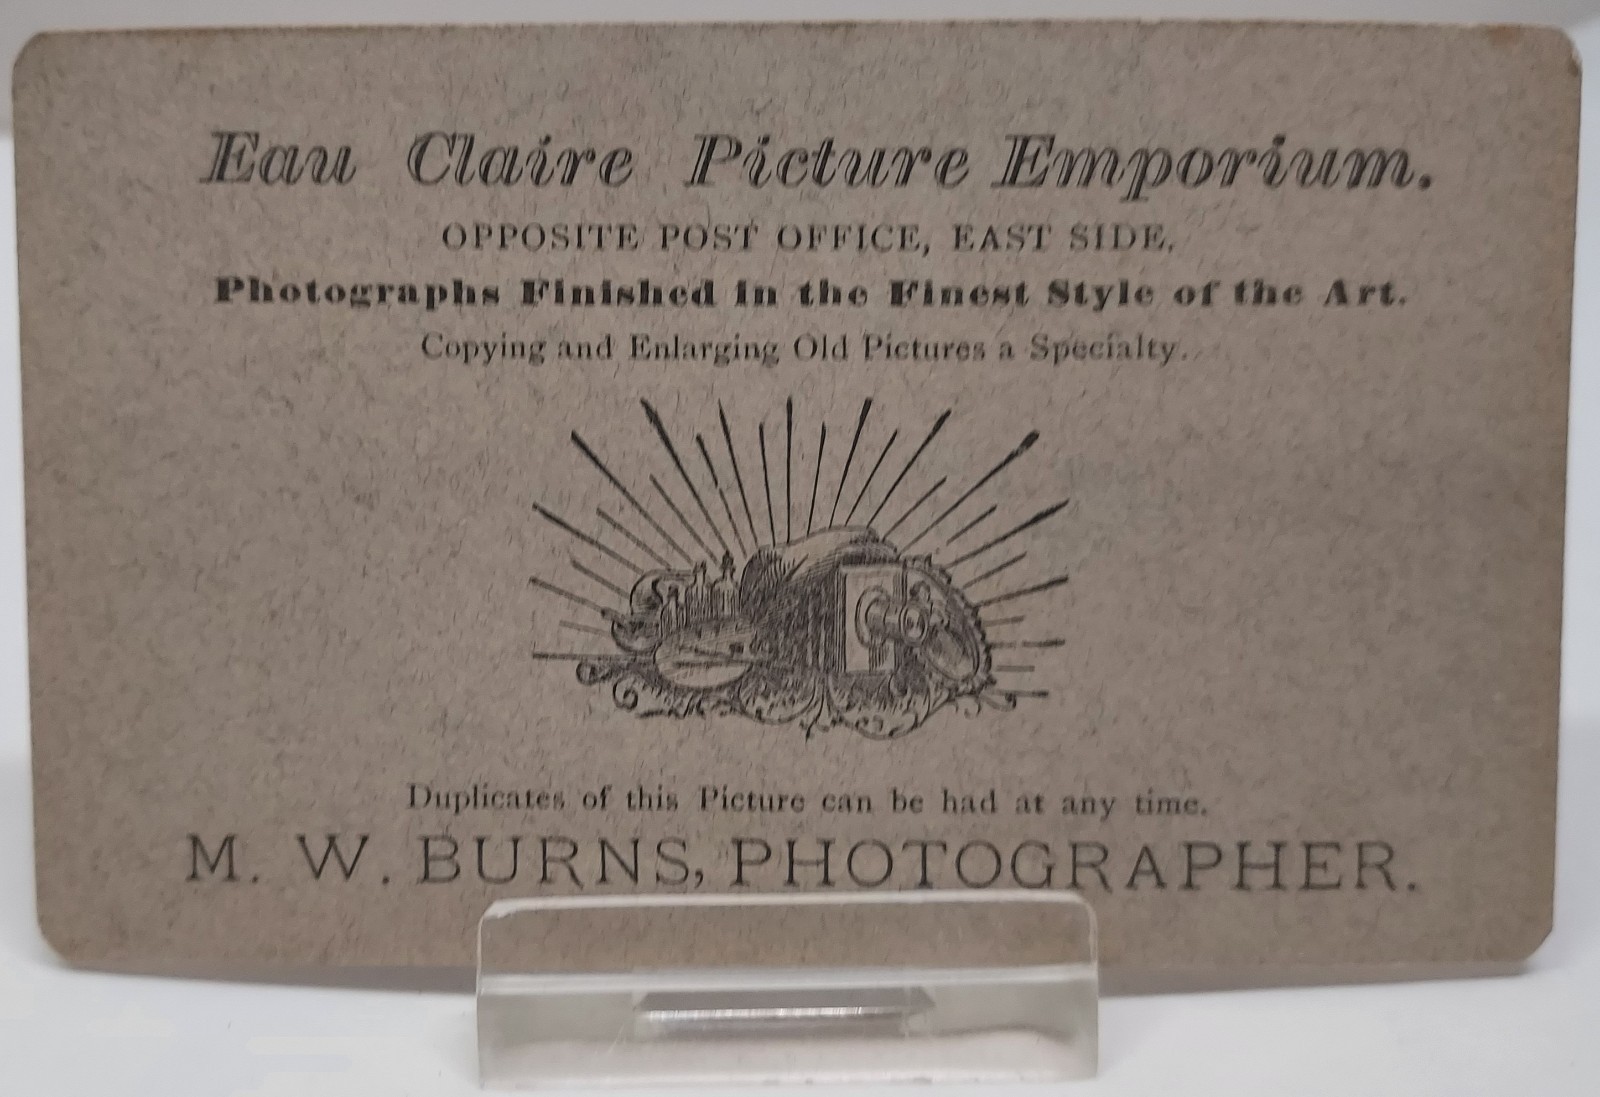 Eau Claire Picture Emporium.
OPPOSITE POST OFFICE, EAST SIDE.
Photographs Finished in the Finest Style of the Art.
Copying and Enlarging Old Pictures a Specialty.
Duplicates of this Picture can be had at any time.
M. W. BURNS, PHOTOGRAPHER.